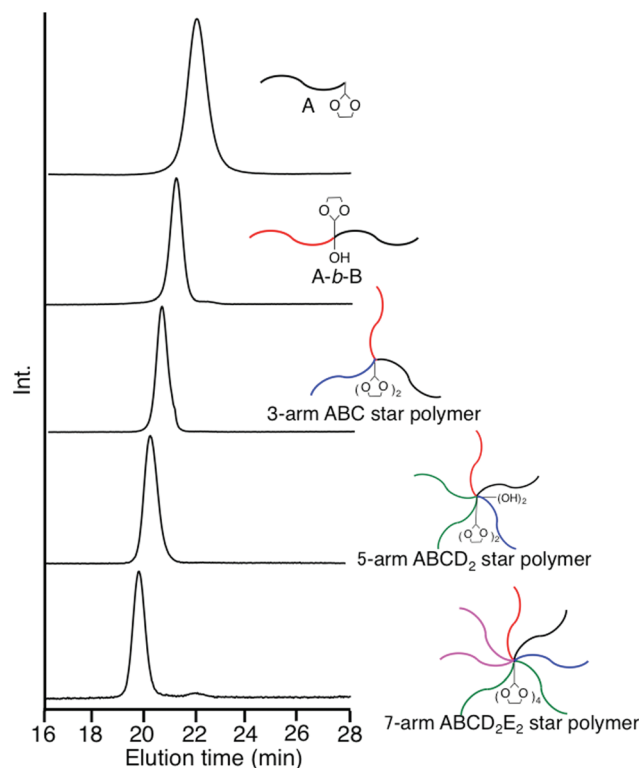 A
O O
O O
OH
A-b-B
(O O)2
3-arm ABC star polymer
(OH)2
(O O)2
5-arm ABCD2 star polymer
(O O)4
7-arm ABCD2E2 star polymer
Int.
16 18 20 22 24 26 28
Elution time (min)